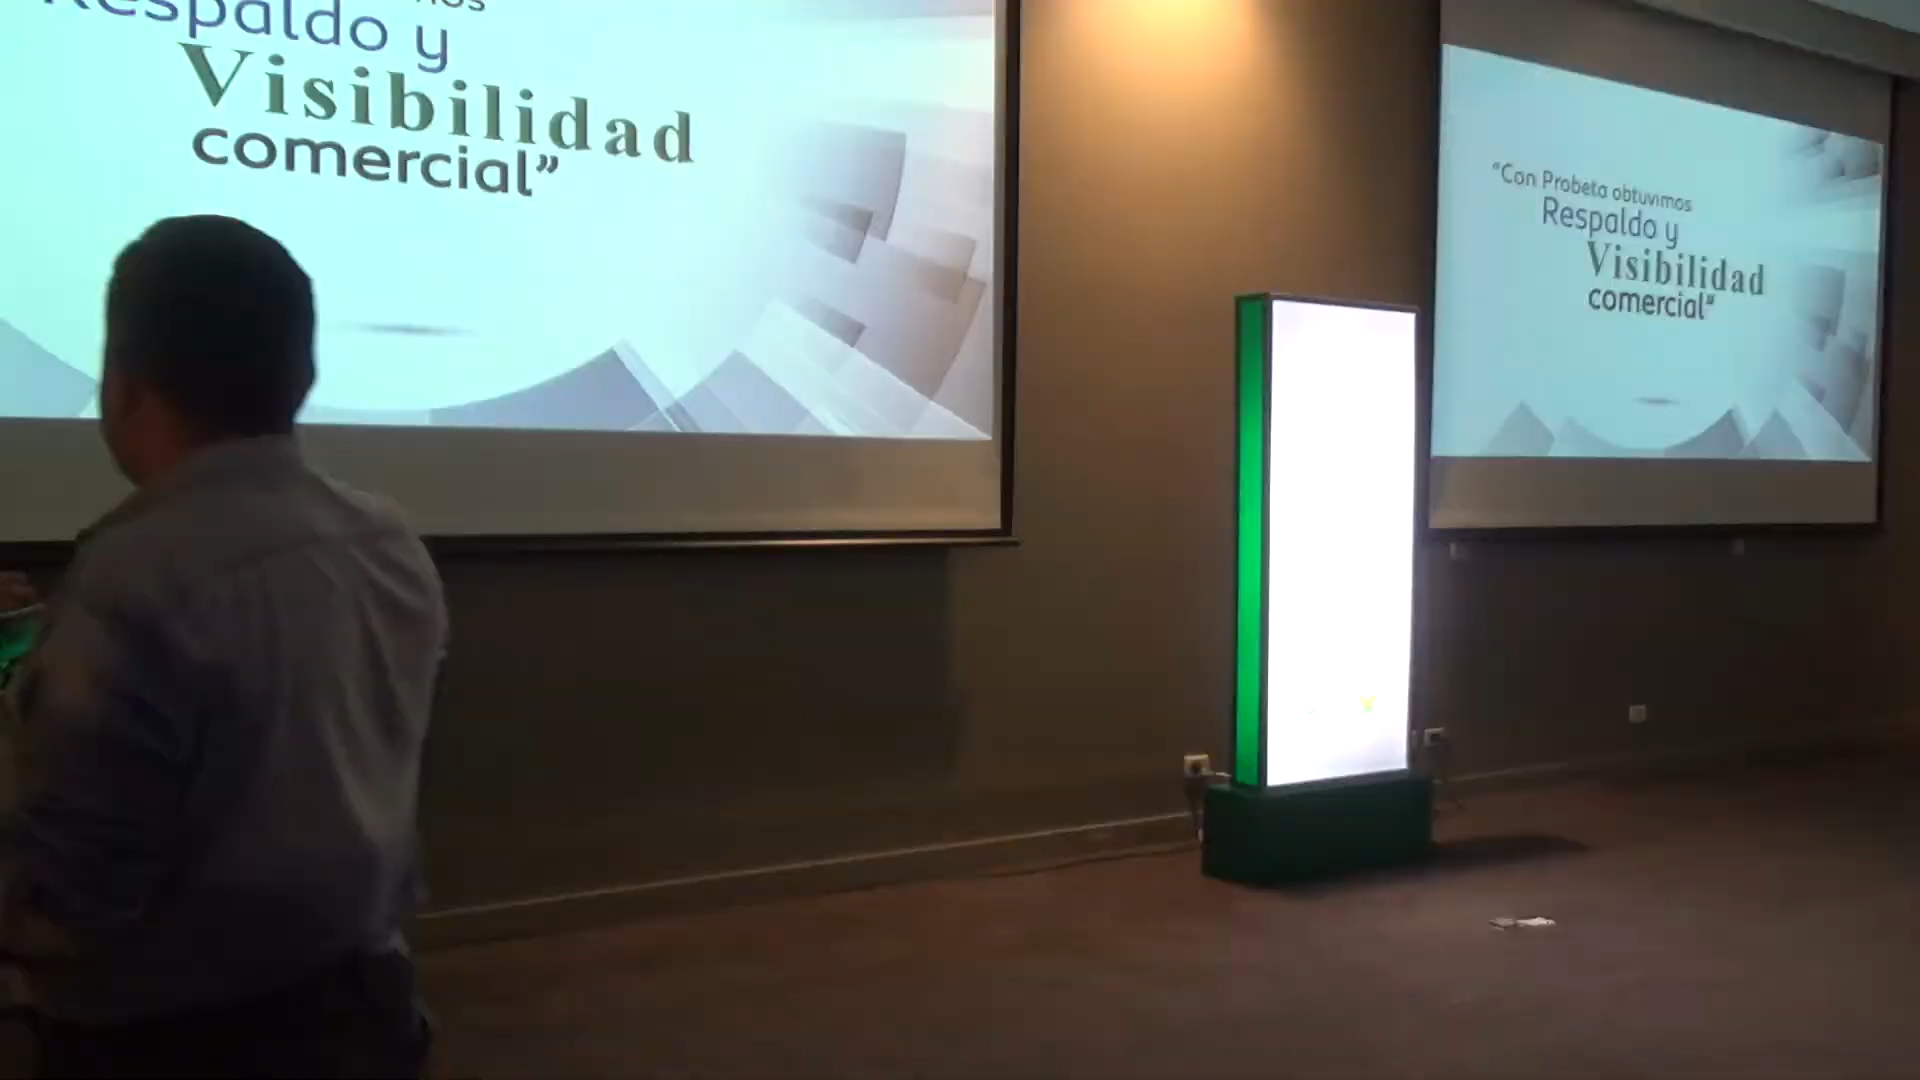 Respaldo y
Visibilidad
comercial”
“Con Probeta obtuvimos
Respaldo y
Visibilidad
comercial”